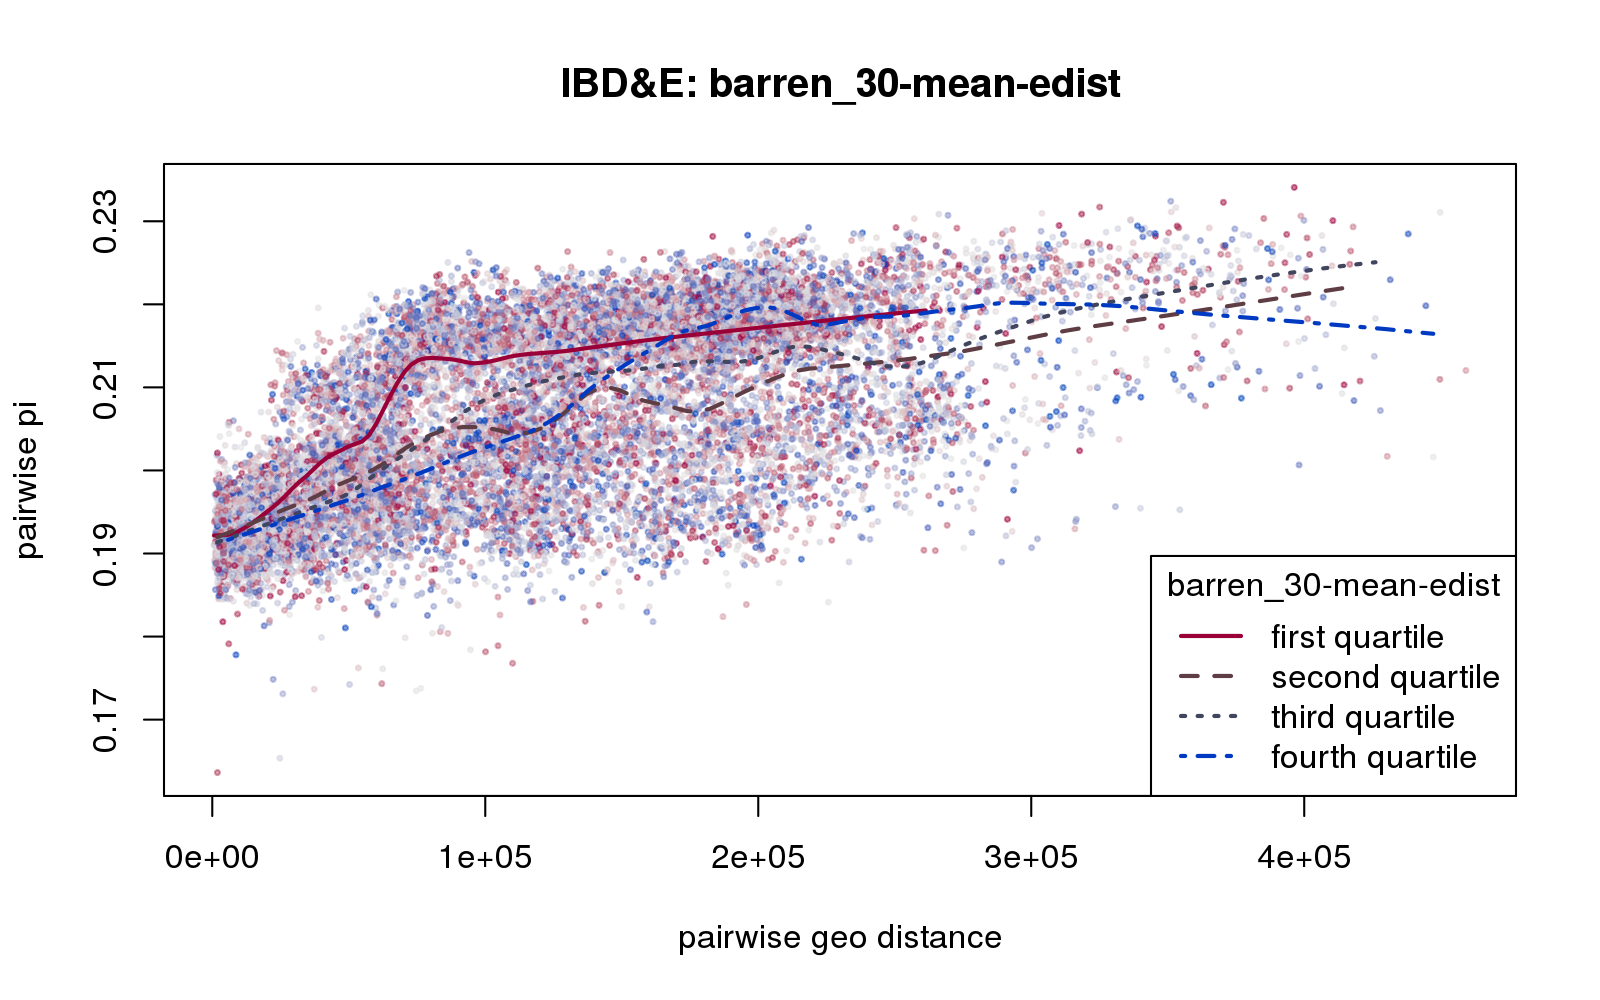 IBD&E: barren_30-mean-edist
pairwise pi
0.23
0.21
0.19
0.17
0e+00
1e+05
2e+05
3e+05
4e+05
pairwise geo distance
barren_30-mean-edist
first quartile
second quartile
third quartile
fourth quartile